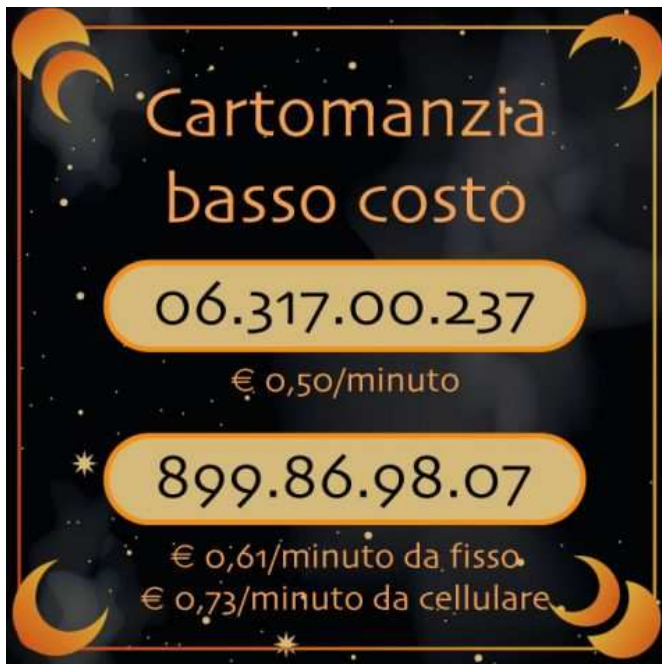 Cartomanzia
basso costo
06.317.00.237
€ 0,50/minuto
899.86.98.07
€ 0,61/minuto da fisso
€ 0,73/minuto da cellulare